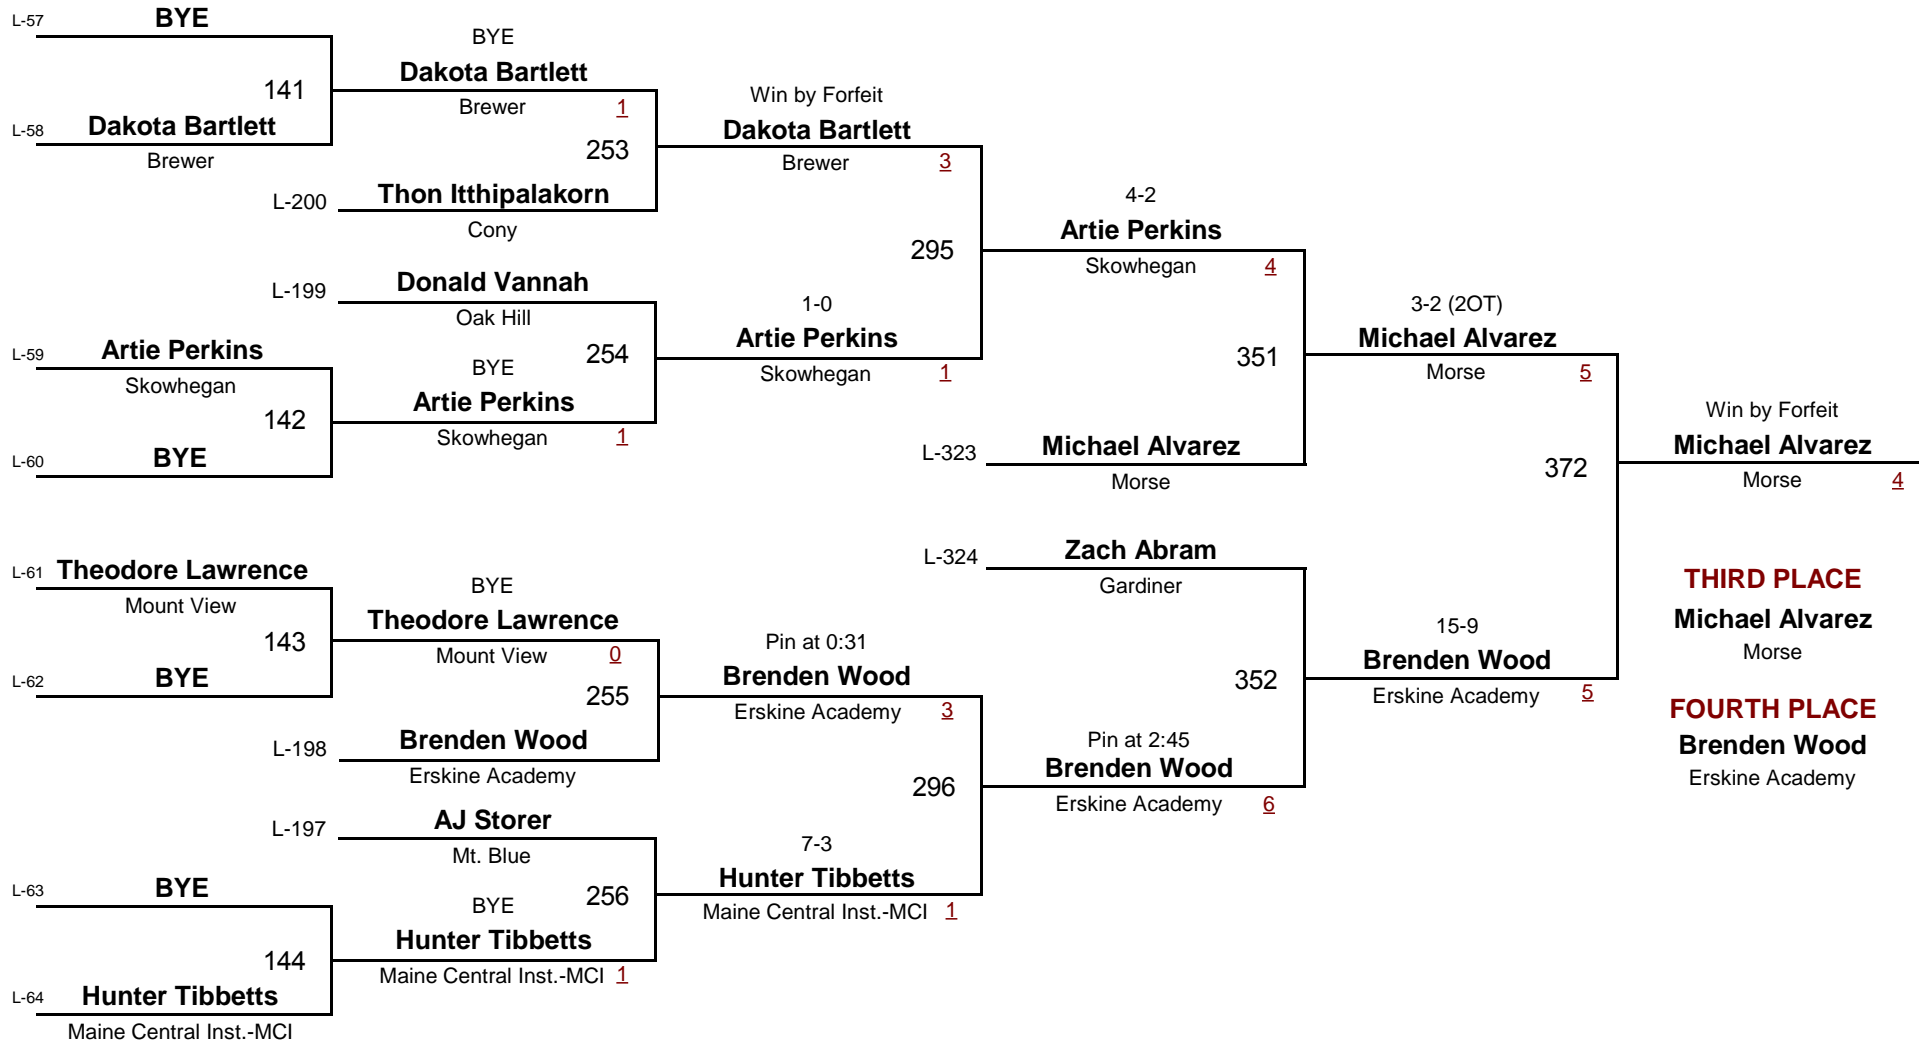 L-57
BYE
141
L-58
Dakota Bartlett
Brewer
BYE
Dakota Bartlett
Brewer
1
253
L-200
Thon Itthipalakorn
Cony
L-199
Donald Vannah
Oak Hill
L-59
Artie Perkins
Skowhegan
142
L-60
BYE
254
BYE
Artie Perkins
Skowhegan
1
Win by Forfeit
Dakota Bartlett
Brewer
3
295
1-0
Artie Perkins
Skowhegan
1
4-2
Artie Perkins
Skowhegan
4
351
L-323
Michael Alvarez
Morse
3-2 (2OT)
Michael Alvarez
Morse
5
372
Win by Forfeit
Michael Alvarez
Morse
4
L-61
Theodore Lawrence
Mount View
143
L-62
BYE
BYE
Theodore Lawrence
Mount View
0
255
L-198
Brenden Wood
Erskine Academy
L-197
AJ Storer
Mt. Blue
L-63
BYE
144
L-64
Hunter Tibbetts
Maine Central Inst.-MCI
256
BYE
Hunter Tibbetts
Maine Central Inst.-MCI
1
Pin at 0:31
Brenden Wood
Erskine Academy
3
296
7-3
Hunter Tibbetts
Maine Central Inst.-MCI
1
L-324
Zach Abram
Gardiner
352
Pin at 2:45
Brenden Wood
Erskine Academy
6
15-9
Brenden Wood
Erskine Academy
5
THIRD PLACE
Michael Alvarez
Morse
FOURTH PLACE
Brenden Wood
Erskine Academy